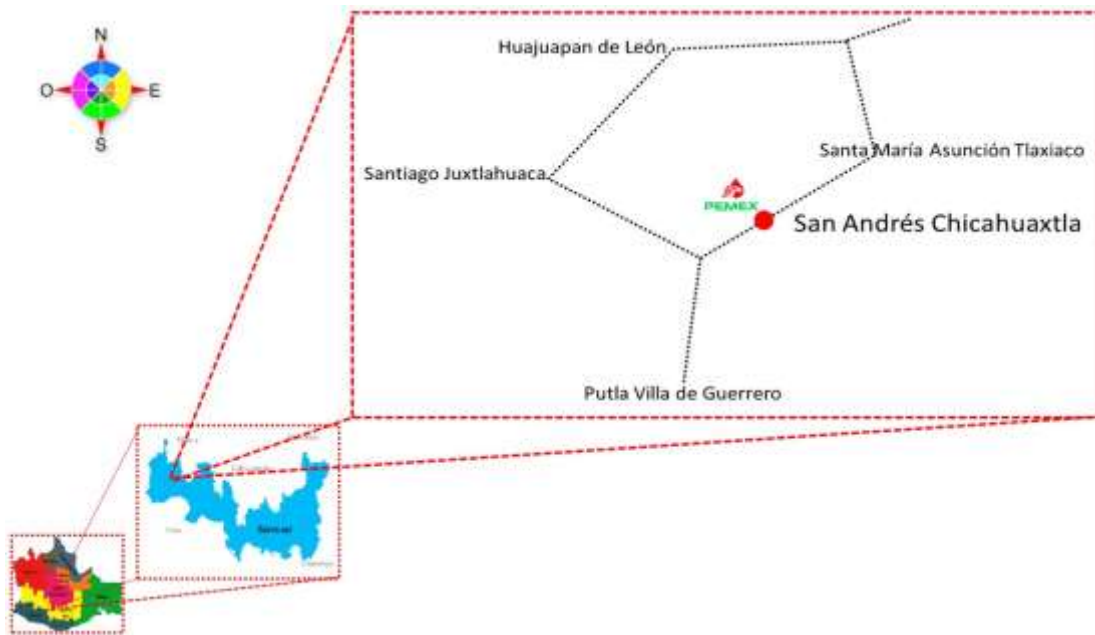 N
O
E
S
Huajuapan de León
Santa María Asunción Tlaxiaco
Santiago Juxtlahuaca
PEMEX
San Andrés Chicahuaxtla
Putla Villa de Guerrero